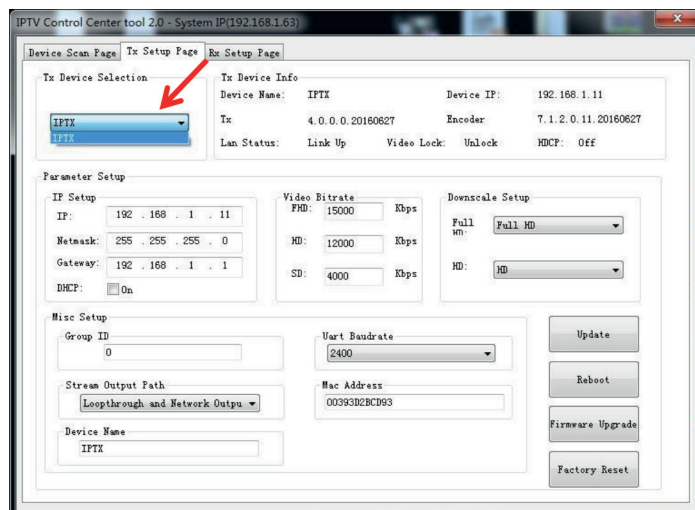 IPTV Control Center tool 2.0 - System IP(192.168.1.63)
Device Scan Page Tx Setup Page Rx Setup Page
Tx Device Selection
IPTX
IPTX
Tx Device Info
Device Name: IPTX Device IP: 192.168.1.11
Tx 4.0.0.0.20160627 Encoder 7.1.2.0.11.20160627
Lan Status: Link Up Video Lock: Unlock HDCP: Off
Parameter Setup
IP Setup
IP: 192 . 168 . 1 . 11
Netmask: 255 . 255 . 255 . 0
Gateway: 192 . 168 . 1 . 1
DHCP: On
Video Bitrate
FHD: 15000 Kbps
HD: 12000 Kbps
SD: 4000 Kbps
Downscale Setup
Full Full HD
HD:
HD: HD
Misc Setup
Group ID
0
Uart Baudrate
2400
Stream Output Path
Loopthrough and Network Outpu
Mac Address
00393D2BCD93
Device Name
IPTX
Update
Reboot
Firmware Upgrade
Factory Reset